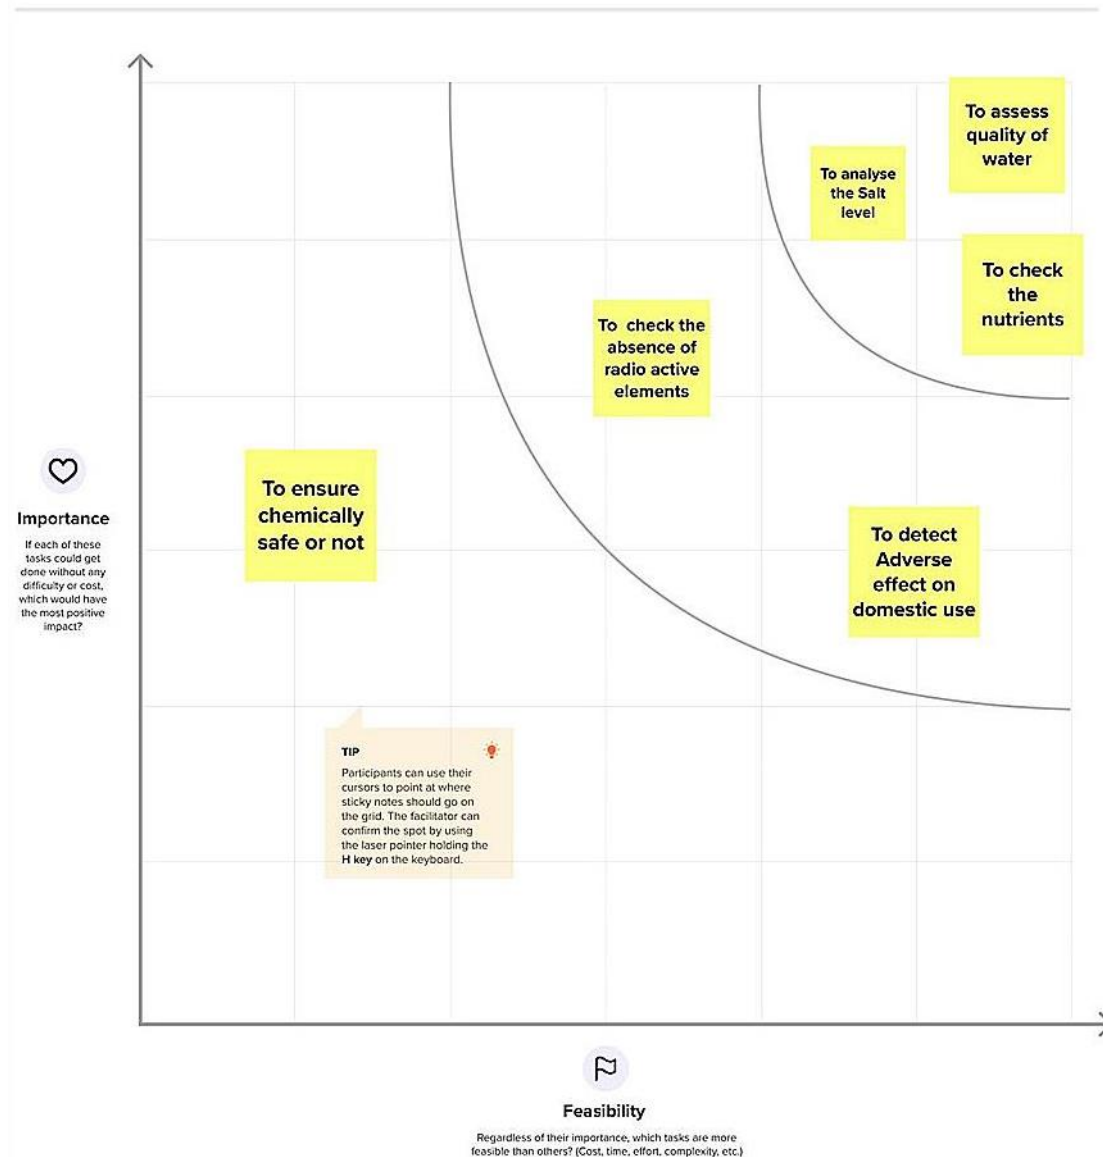 To assess
quality of
water
To analyse
the Salt
level
To check
the
nutrients
To check the
absence of
radio active
elements
To ensure
chemically
safe or not
To detect
Adverse
effect on
domestic use
Importance
If each of these
tasks could get
done without any
difficulty or cost,
which would have
the most positive
impact?
TIP
Participants can use their
cursors to point at where
sticky notes should go on
the grid. The facilitator can
confirm the spot by using
the laser pointer holding the
H key on the keyboard.
Feasibility
Regardless of their importance, which tasks are more
feasible than others? (Cost, time, effort, complexity, etc.)